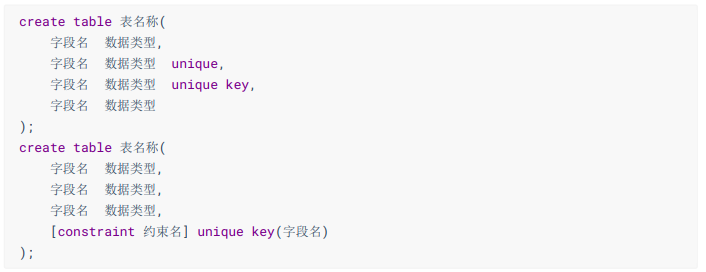 create table 表名称(
    字段名  数据类型,
    字段名  数据类型  unique,
    字段名  数据类型  unique key,
    字段名  数据类型
);
create table 表名称(
    字段名  数据类型,
    字段名  数据类型,
    字段名  数据类型,
    [constraint 约束名] unique key(字段名)
);